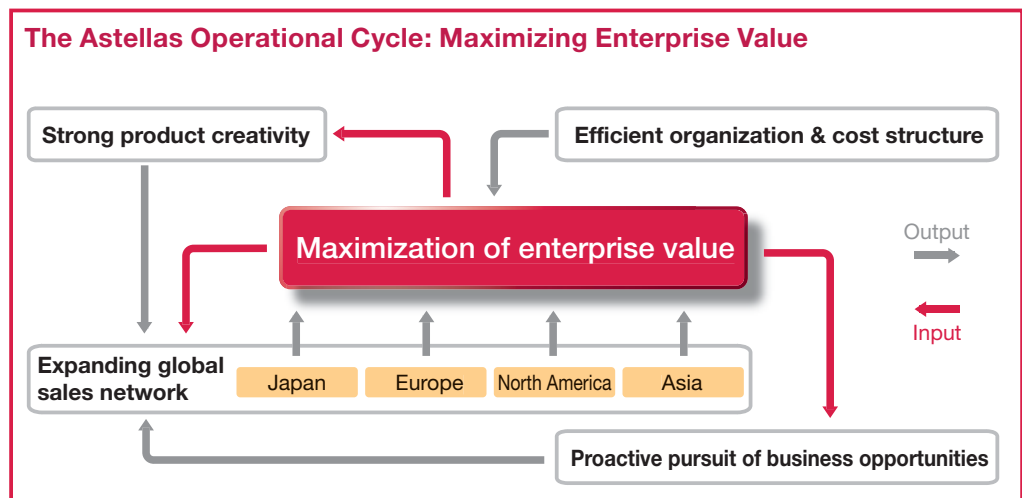 The Astellas Operational Cycle: Maximizing Enterprise Value
Strong product creativity
Efficient organization & cost structure
Maximization of enterprise value
Output
Input
Expanding global
sales network
Japan
Europe
North America
Asia
Proactive pursuit of business opportunities